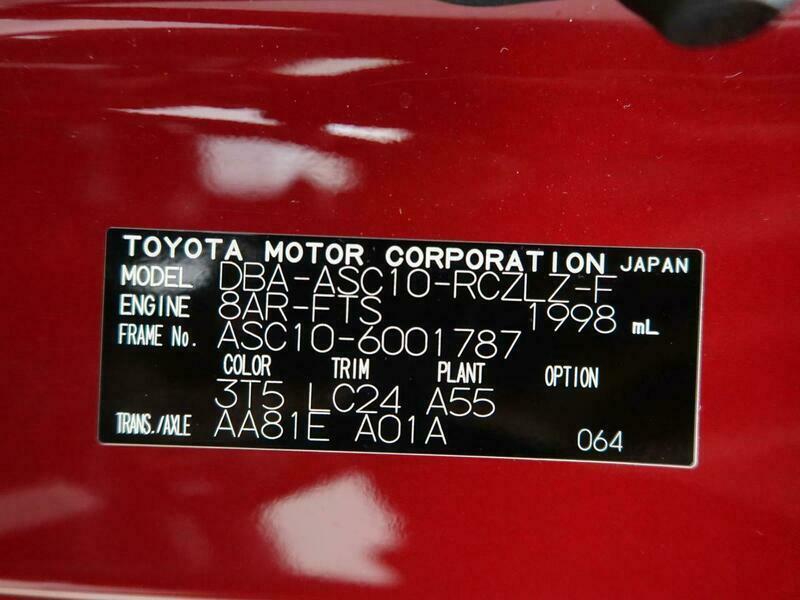 TOYOTA MOTOR CORPORATION JAPAN
MODEL DBA-ASC10-RCZLZ-F
ENGINE 8AR-FTS 1998 mL
FRAME No. ASC10-6001787
COLOR TRIM PLANT OPTION
3T5 LC24 A55
TRANS./AXLE AA81E A01A 064